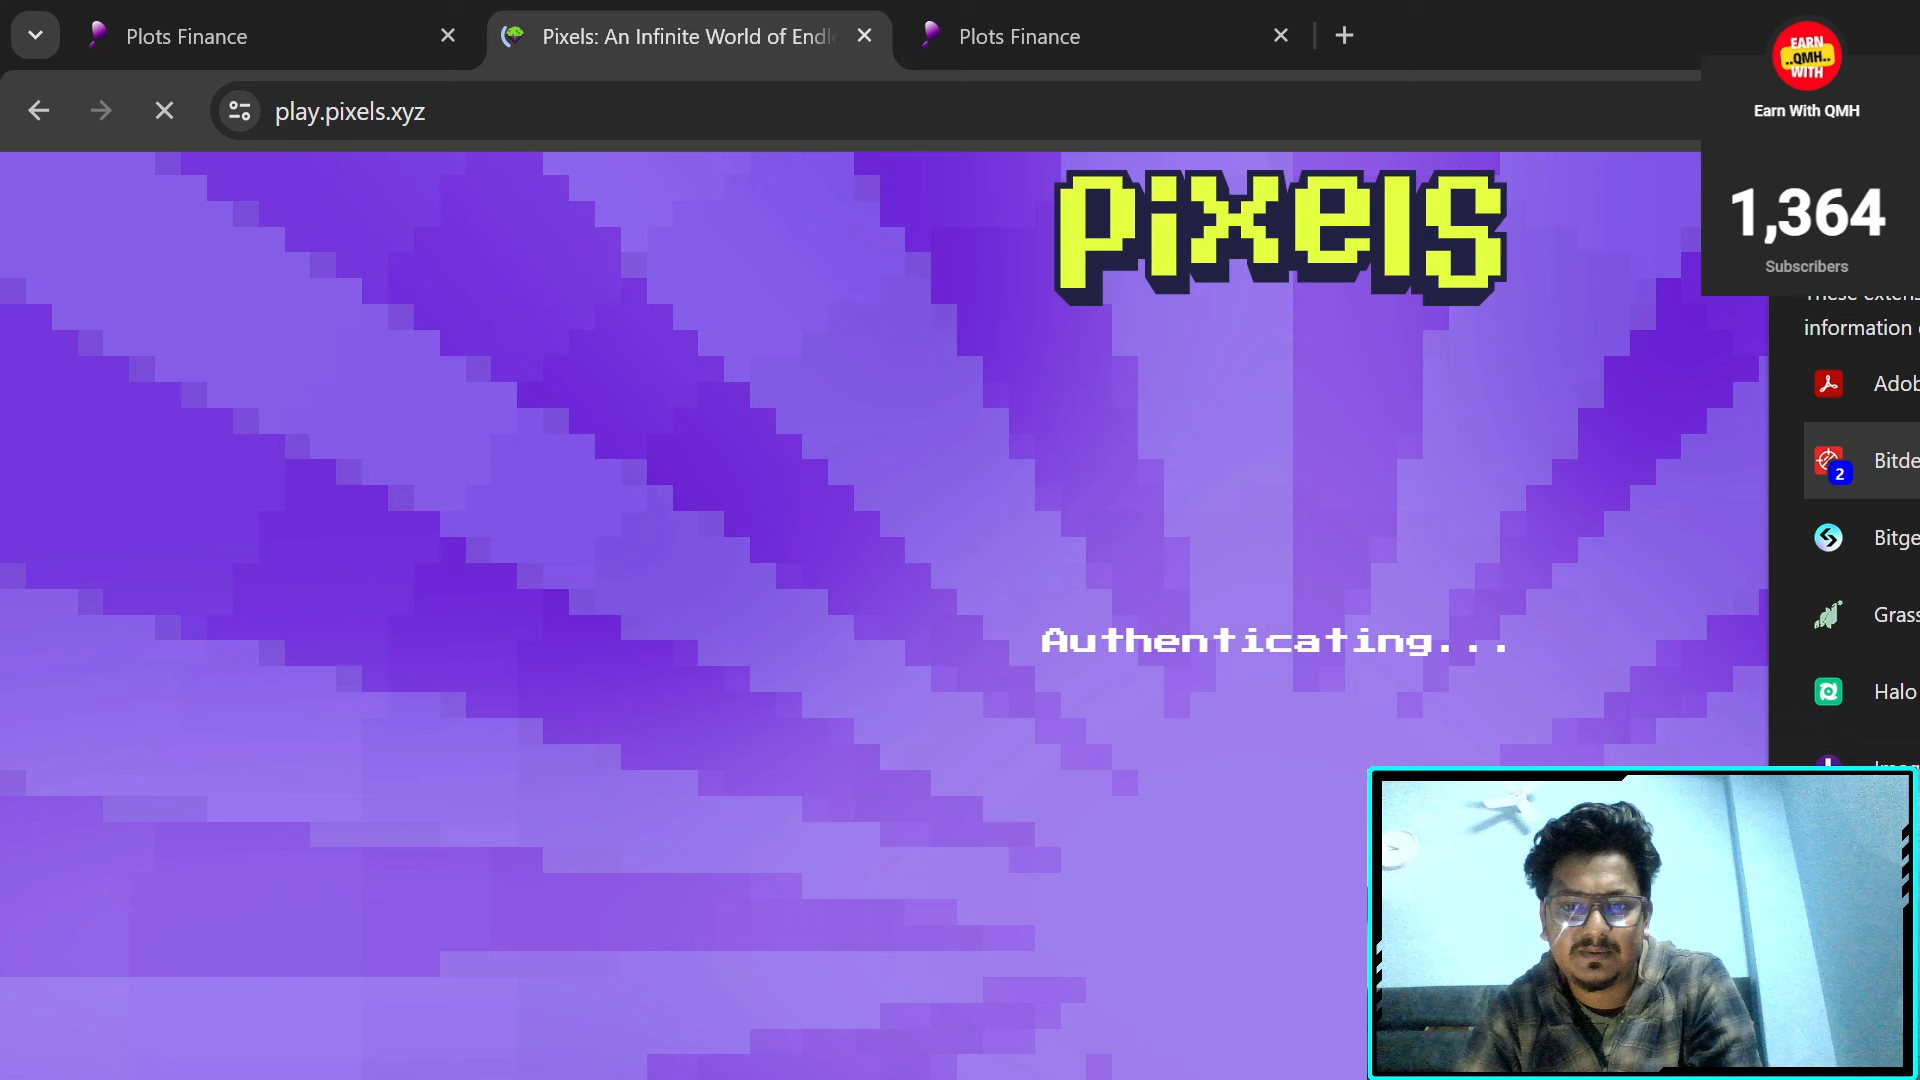 Plots Finance
Pixels: An Infinite World of Endl
Plots Finance
play.pixels.xyz
EARN
..QMH..
WITH
Earn With QMH
1,364
Subscribers
pixels
information
Adob
Bitde
2
Bitge
Grass
Halo
Authenticating...